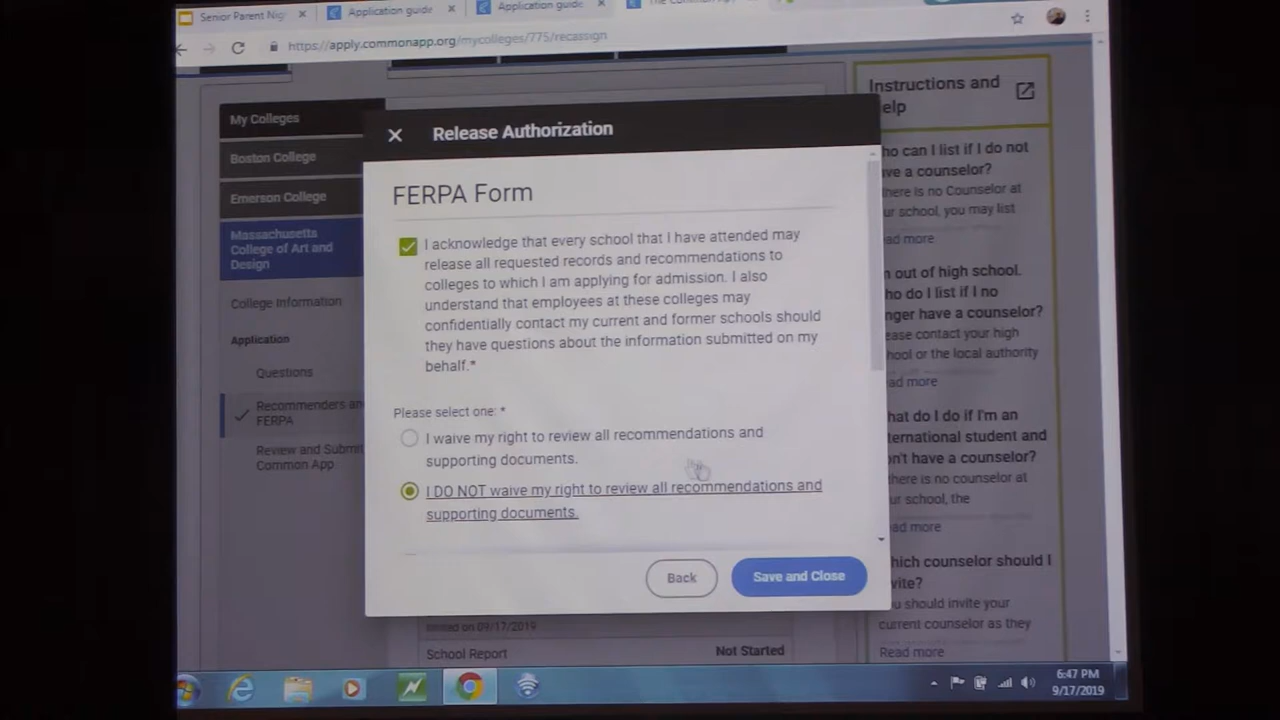 Senior Parent Nig
Application guide
Application guide
https://apply.commonapp.org/mycolleges/775/recassign
My Colleges
Boston College
Emerson College
Massachusetts
College of Art and
Design
College Information
Application
Questions
Recommenders an
FERPA
Review and Submit
Common App
Release Authorization
FERPA Form
I acknowledge that every school that I have attended may
release all requested records and recommendations to
colleges to which I am applying for admission. I also
understand that employees at these colleges may
confidentially contact my current and former schools should
they have questions about the information submitted on my
behalf.*
Please select one: *
I waive my right to review all recommendations and
supporting documents.
I DO NOT waive my right to review all recommendations and
supporting documents.
Back
Save and Close
on 09/17/2019
School Report
Not Started
Instructions and
elp
ho can I list if I do not
ve a counselor?
here is no Counselor at
ur school, you may list
ad more
m out of high school.
ho do I list if I no
nger have a counselor?
ease contact your high
hool or the local authority
ad more
hat do I do if I'm an
ternational student and
on't have a counselor?
there is no counselor at
ur school, the
ad more
hich counselor should I
vite?
u should invite your
current counselor as they
Read more
6:47 PM
9/17/2019